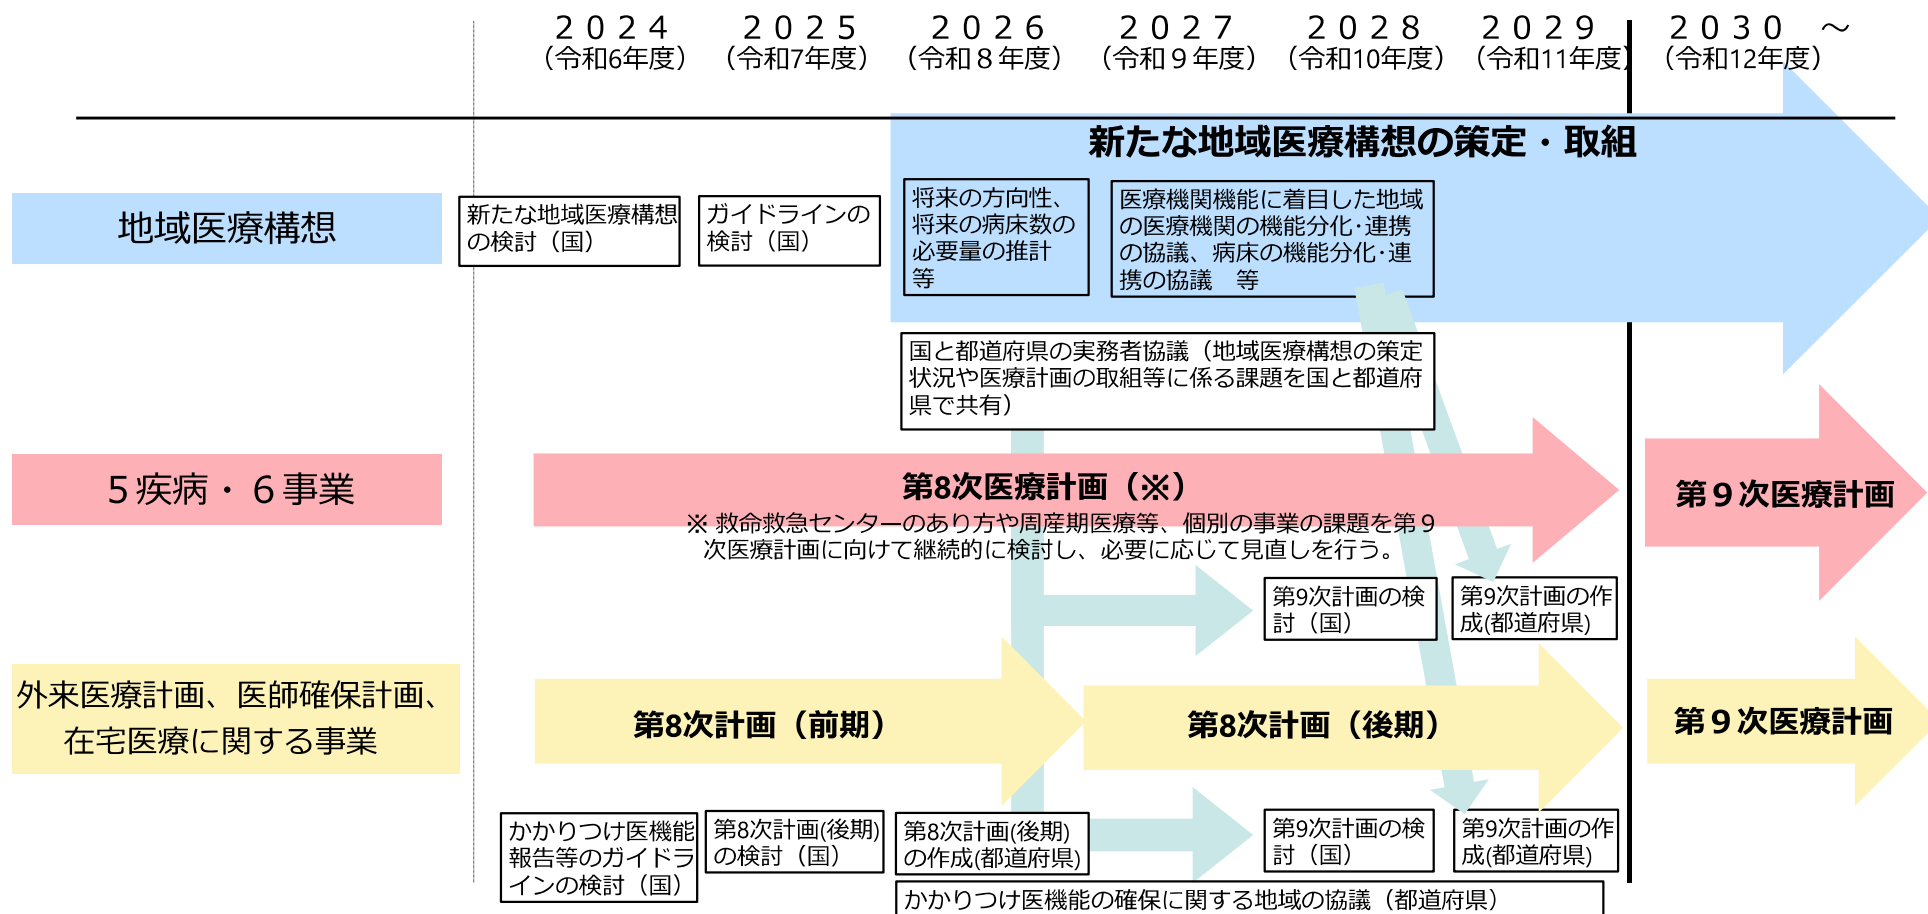 ２０２４　２０２５　２０２６　２０２７　２０２８　２０２９　２０３０　～
（令和6年度）（令和7年度）（令和８年度）（令和９年度）（令和10年度）（令和11年度）（令和12年度）
新たな地域医療構想の策定・取組
地域医療構想
新たな地域医療構想
の検討（国）
ガイドラインの
検討（国）
将来の方向性、
将来の病床数の
必要量の推計
等
医療機関機能に着目した地域
の医療機関の機能分化･連携
の協議、病床の機能分化･連
携の協議　等
国と都道府県の実務者協議（地域医療構想の策定
状況や医療計画の取組等に係る課題を国と都道府
県で共有）
５疾病・６事業
第8次医療計画（※）
※ 救命救急センターのあり方や周産期医療等、個別の事業の課題を第９
次医療計画に向けて継続的に検討し、必要に応じて見直しを行う。
第９次医療計画
第9次計画の検
討（国）
第9次計画の作
成(都道府県)
外来医療計画、医師確保計画、
在宅医療に関する事業
第8次計画（前期）
第8次計画（後期）
第９次医療計画
かかりつけ医機能
報告等のガイドラ
インの検討（国）
第8次計画(後期)
の検討（国）
第8次計画(後期)
の作成(都道府県)
第9次計画の検
討（国）
第9次計画の作
成(都道府県)
かかりつけ医機能の確保に関する地域の協議（都道府県）